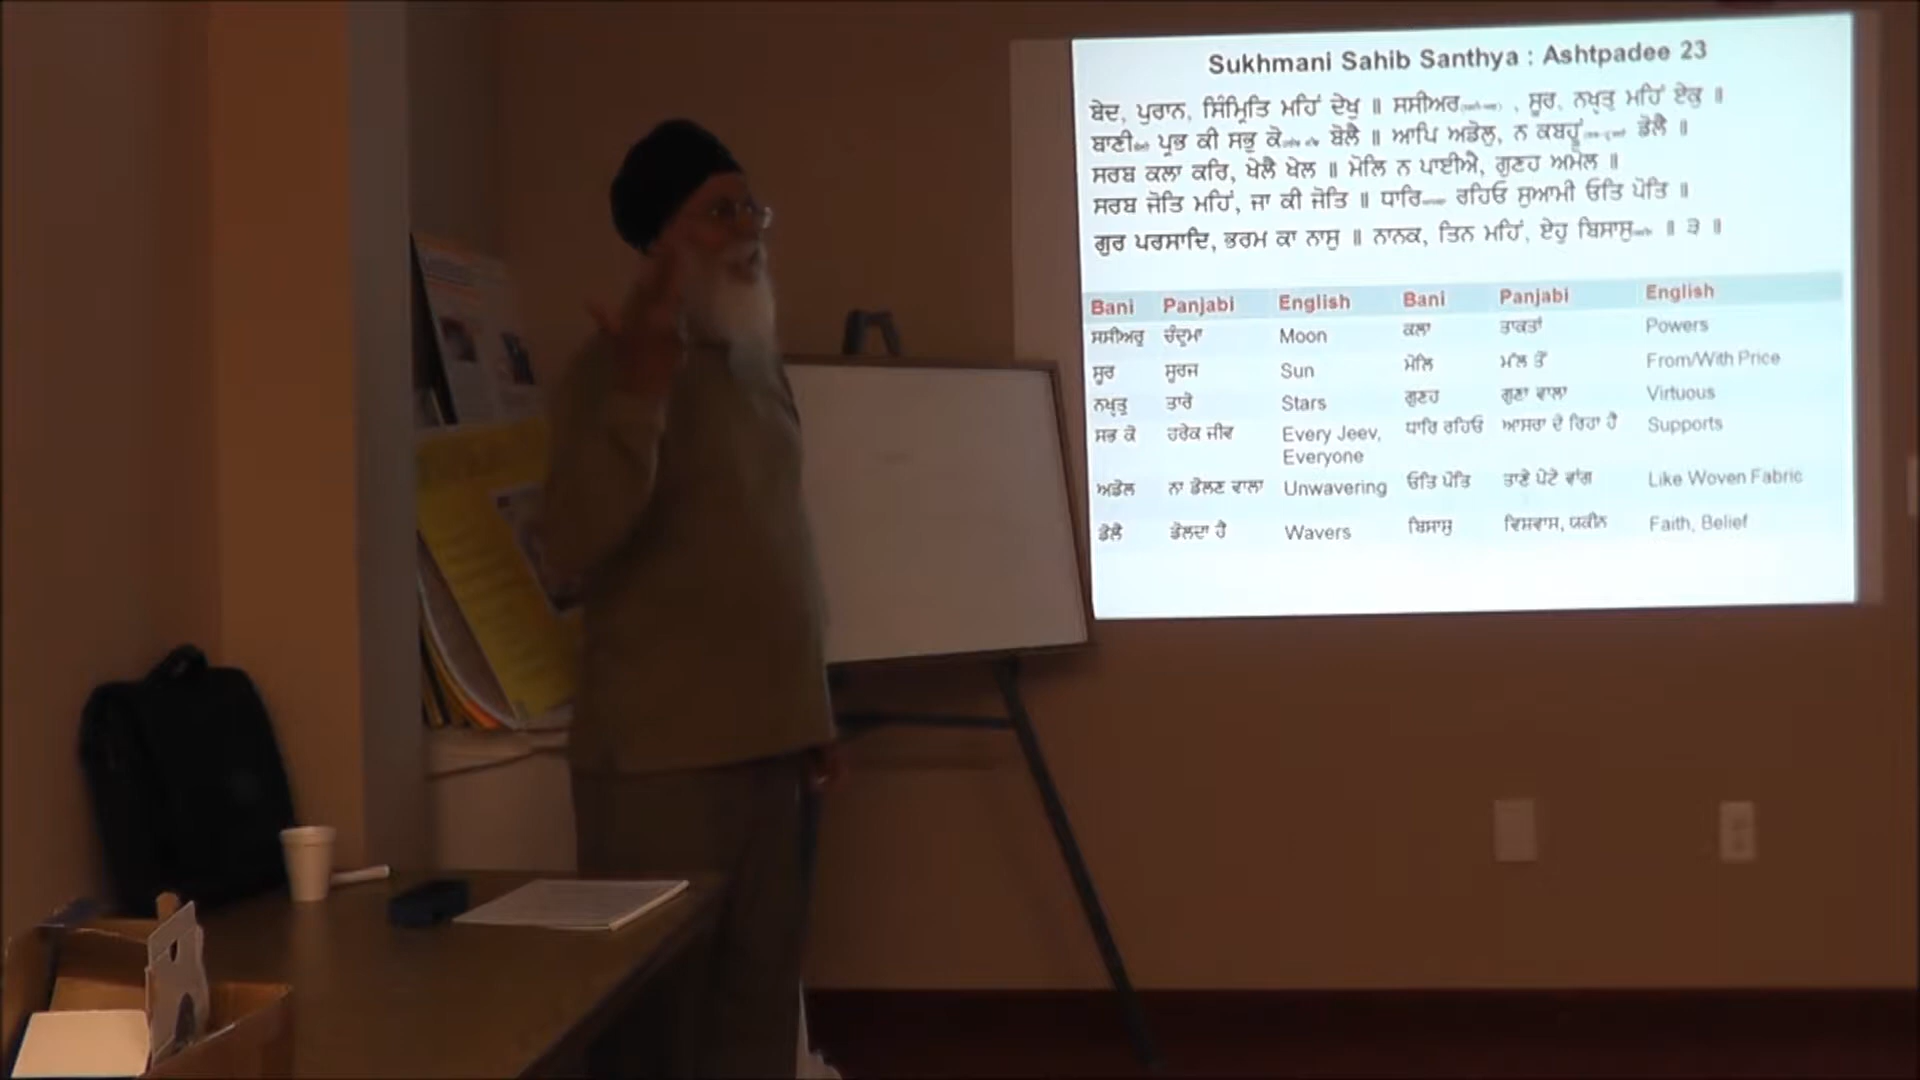 Sukhmani Sahib Santhya : Ashtpadee 23
ਬੇਦ, ਪੁਰਾਨ, ਸਿੰਮ੍ਰਿਤਿ ਮਹਿਂ ਦੇਖੁ ॥ ਸਸੀਅਰ , ਸੂਰ, ਨਖੵਤ੍ਰ ਮਹਿਂ ਏਕੁ ॥
ਬਾਣੀ ਪ੍ਰਭ ਕੀ ਸਭੁ ਕੋ ਬੋਲੈ ॥ ਆਪਿ ਅਡੋਲੁ, ਨ ਕਬਹੂੰ ਡੋਲੈ ॥
ਸਰਬ ਕਲਾ ਕਰਿ, ਖੇਲੈ ਖੇਲ ॥ ਮੋਲਿ ਨ ਪਾਈਐ, ਗੁਣਹ ਅਮੋਲ ॥
ਸਰਬ ਜੋਤਿ ਮਹਿਂ, ਜਾ ਕੀ ਜੋਤਿ ॥ ਧਾਰਿ ਰਹਿਓ ਸੁਆਮੀ ਓਤਿ ਪੋਤਿ ॥
ਗੁਰ ਪਰਸਾਦਿ, ਭਰਮ ਕਾ ਨਾਸੁ ॥ ਨਾਨਕ, ਤਿਨ ਮਹਿਂ, ਏਹੁ ਬਿਸਾਸੁ ॥ ੩ ॥
Bani Panjabi English Bani Panjabi English
ਸਸੀਅਰੁ ਚੰਦ੍ਰਮਾ Moon ਕਲਾ ਤਾਕਤਾਂ Powers
ਸੂਰ ਸੂਰਜ Sun ਮੋਲਿ ਮੁੱਲ ਤੋਂ From/With Price
ਨਖੵਤ੍ਰ ਤਾਰੇ Stars ਗੁਣਹ ਗੁਣਾ ਵਾਲਾ Virtuous
ਸਭ ਕੋ ਹਰੇਕ ਜੀਵ Every Jeev, Everyone ਧਾਰਿ ਰਹਿਓ ਆਸਰਾ ਦੇ ਰਿਹਾ ਹੈ Supports
ਅਡੋਲ ਨਾ ਡੋਲਣ ਵਾਲਾ Unwavering ਓਤਿ ਪੋਤਿ ਤਾਣੇ ਪੇਟੇ ਵਾਂਗ Like Woven Fabric
ਡੋਲੈ ਡੋਲਦਾ ਹੈ Wavers ਬਿਸਾਸੁ ਵਿਸਵਾਸ, ਯਕੀਨ Faith, Belief